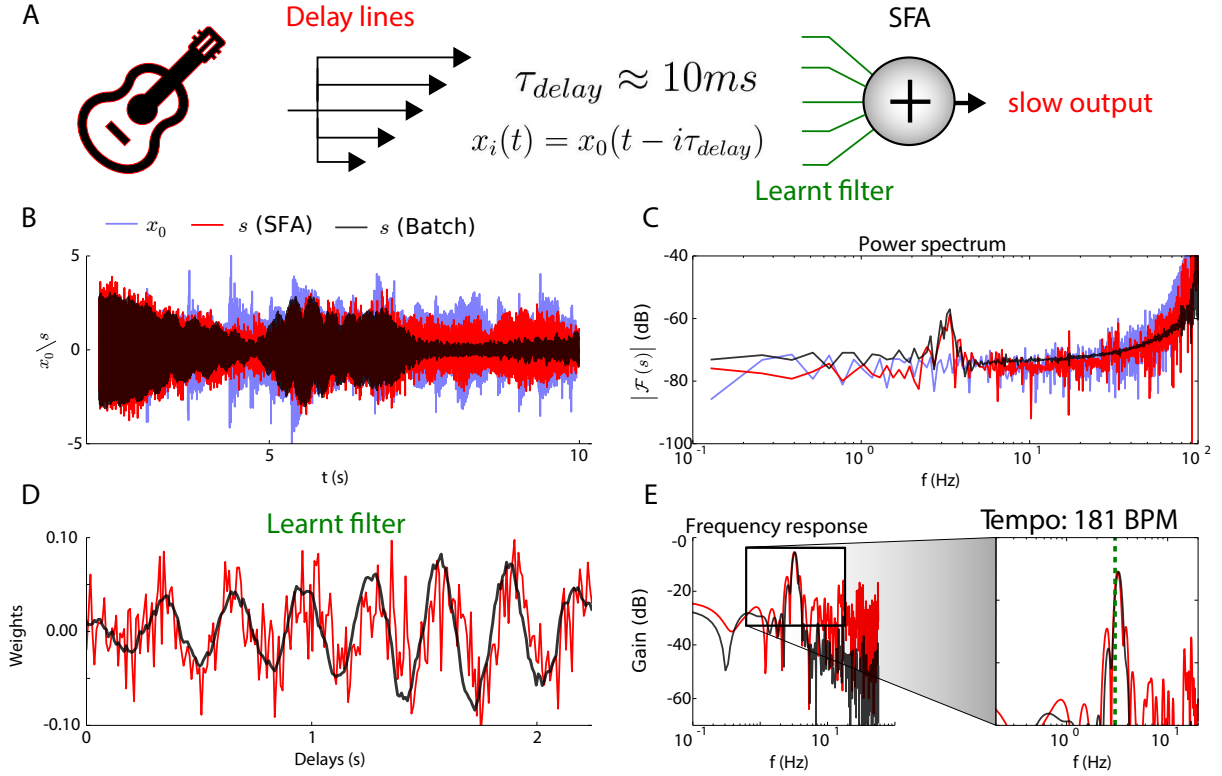 A
Delay lines
τ_delay ≈ 10ms
x_i(t) = x_0(t − iτ_delay)
SFA
slow output
Learnt filter
B
x_0 s (SFA) s (Batch)
5
0
-5
x_0\s
5 10
t (s)
C
Power spectrum
-40
-60
-80
-100
|F(s)| (dB)
10^-1 10^0 10^1 10^2
f (Hz)
D
Learnt filter
0.10
0.00
-0.10
Weights
0 1 2
Delays (s)
E
Frequency response
Tempo: 181 BPM
-0
-20
-40
-60
Gain (dB)
10^-1 10^1
f (Hz)
10^0 10^1
f (Hz)